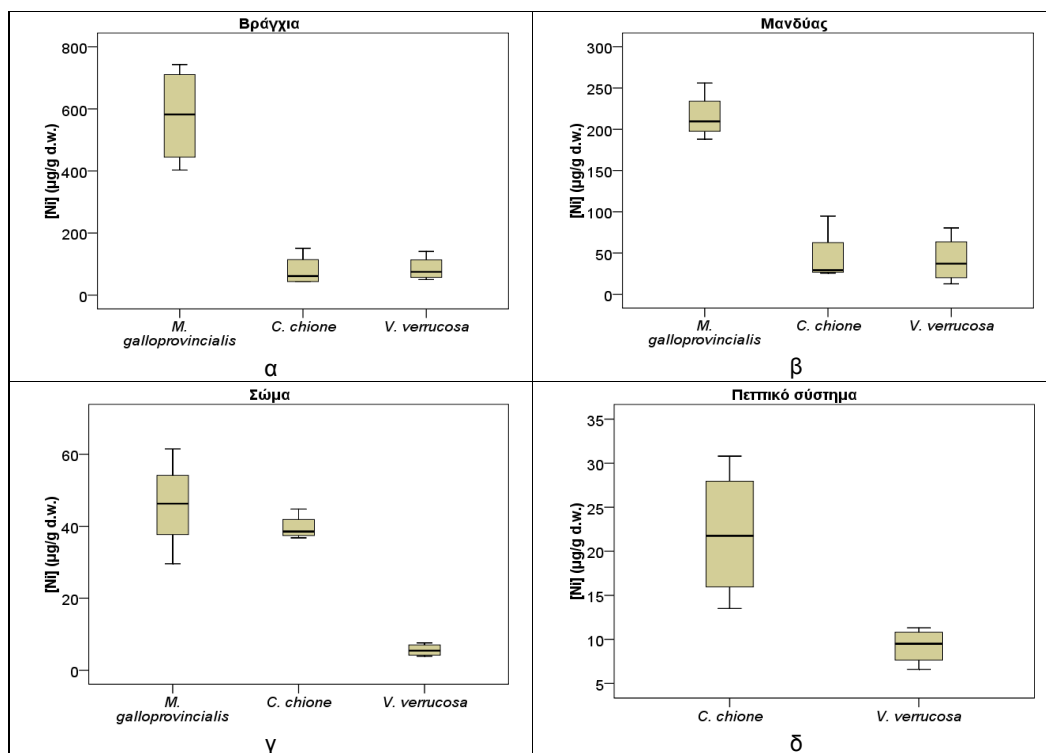 Βράγχια
[Ni] (μg/g d.w.)
800
600
400
200
0
M.
galloprovincialis
C. chione
V. verrucosa
α
Μανδύας
[Ni] (μg/g d.w.)
300
250
200
150
100
50
0
M.
galloprovincialis
C. chione
V. verrucosa
β
Σώμα
[Ni] (μg/g d.w.)
60
40
20
0
M.
galloprovincialis
C. chione
V. verrucosa
γ
Πεπτικό σύστημα
[Ni] (μg/g d.w.)
35
30
25
20
15
10
5
C. chione
V. verrucosa
δ